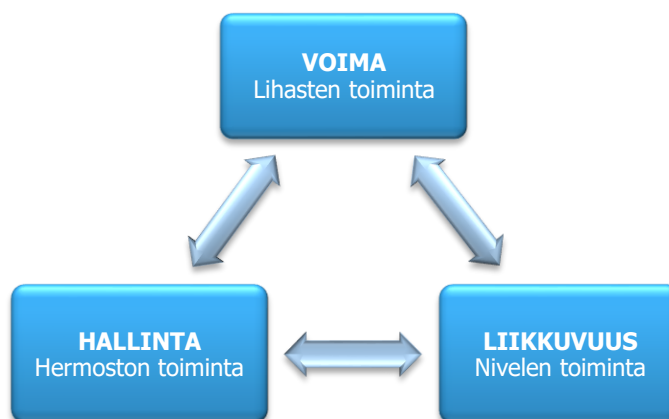 VOIMA
Lihasten toiminta
HALLINTA
Hermoston toiminta
LIIKKUVUUS
Nivelen toiminta